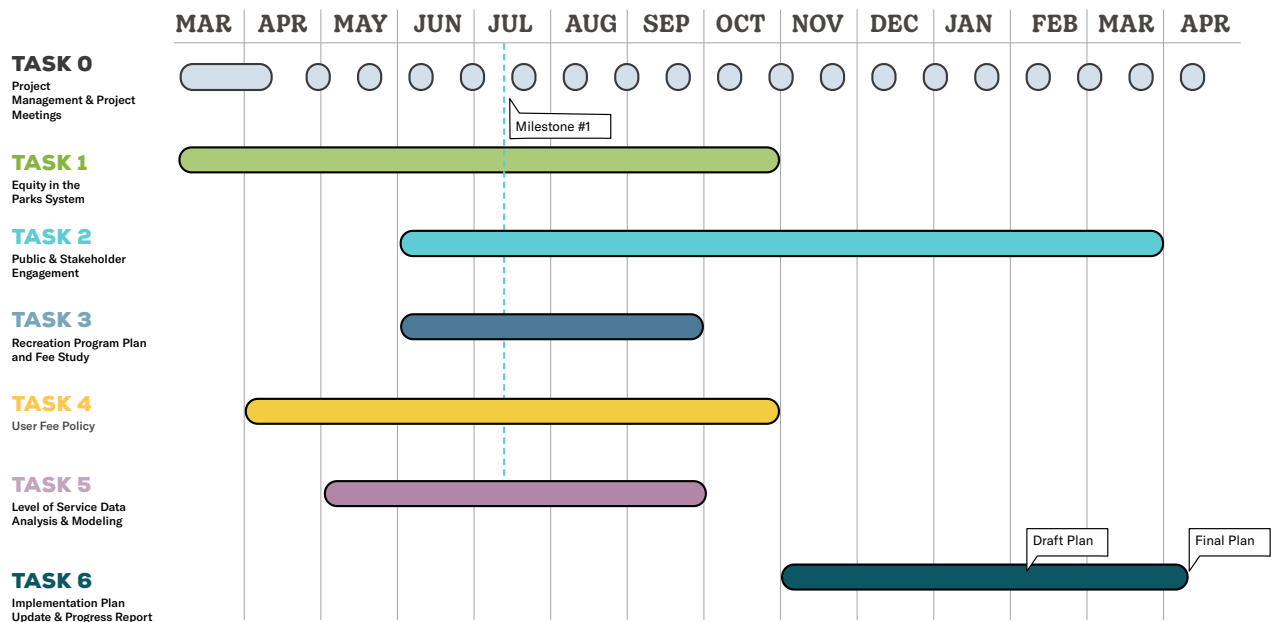 MAR APR MAY JUN JUL AUG SEP OCT NOV DEC JAN FEB MAR APR
TASK 0
Project
Management & Project
Meetings
Milestone #1
TASK 1
Equity in the
Parks System
TASK 2
Public & Stakeholder
Engagement
TASK 3
Recreation Program Plan
and Fee Study
TASK 4
User Fee Policy
TASK 5
Level of Service Data
Analysis & Modeling
Draft Plan
Final Plan
TASK 6
Implementation Plan
Update & Progress Report